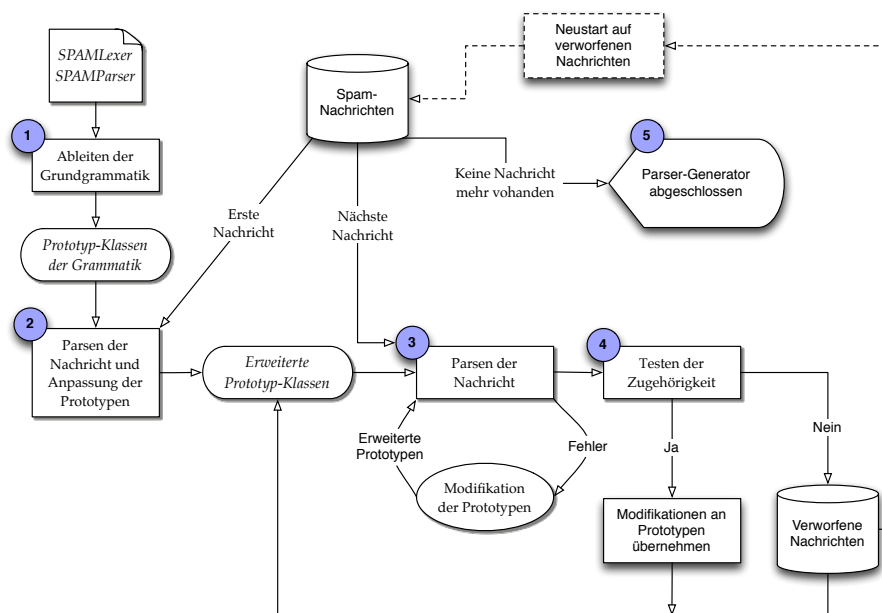 SPAMLexer
SPAMParser
Neustart auf
verworfenen
Nachrichten
Spam-
Nachrichten
1
Ableiten der
Grundgrammatik
5
Parser-Generator
abgeschlossen
Keine Nachricht
mehr vohanden
Erste
Nachricht
Nächste
Nachricht
Prototyp-Klassen
der Grammatik
2
Parsen der
Nachricht und
Anpassung der
Prototypen
Erweiterte
Prototyp-Klassen
3
Parsen der
Nachricht
4
Testen der
Zugehörigkeit
Erweiterte
Prototypen
Fehler
Ja
Nein
Modifikation
der Prototypen
Modifikationen an
Prototypen
übernehmen
Verworfene
Nachrichten